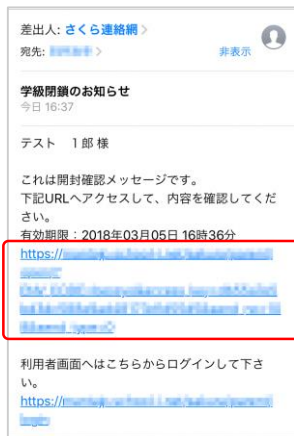 差出人: さくら連絡網
宛先:
非表示
学級閉鎖のお知らせ
今日 16:37
テスト 1郎 様
これは開封確認メッセージです。
下記URLへアクセスして、内容を確認してくだ
さい。
有効期限:2018年03月05日 16時36分
https://
利用者画面へはこちらからログインして下さ
い。
https://